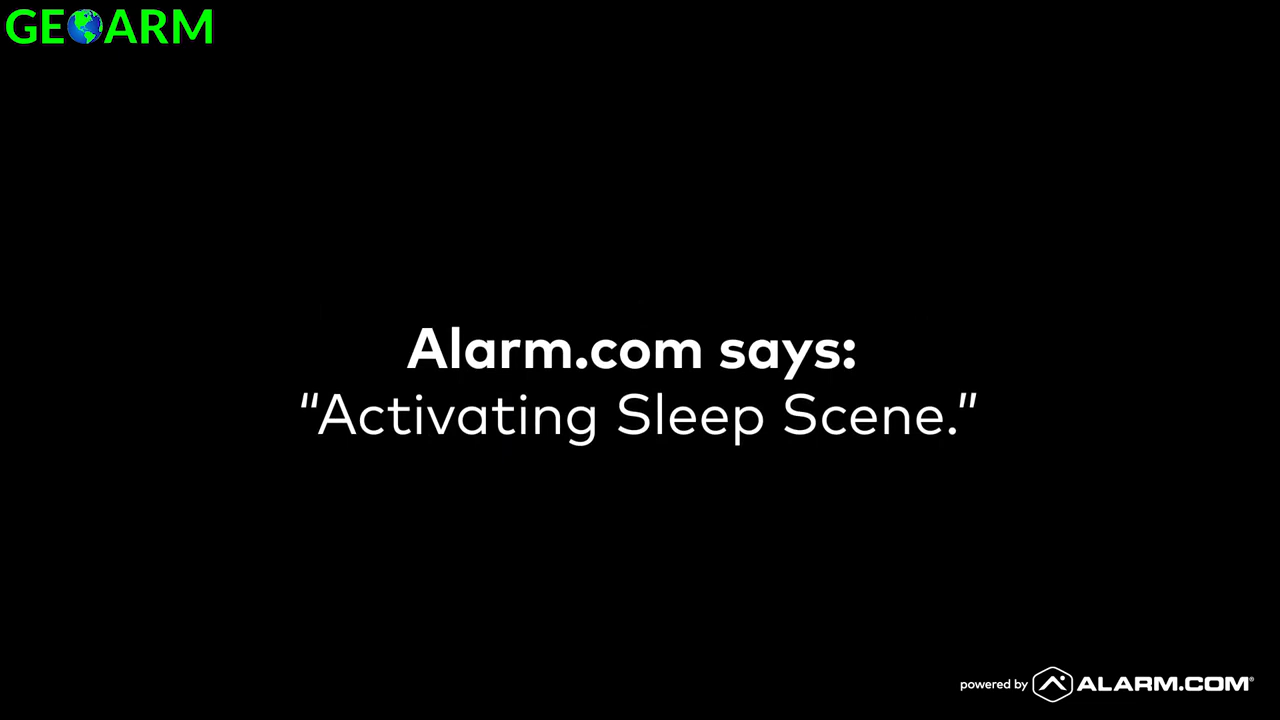 GEOARM
Alarm.com says:
“Activating Sleep Scene.”
powered by ALARM.COM®